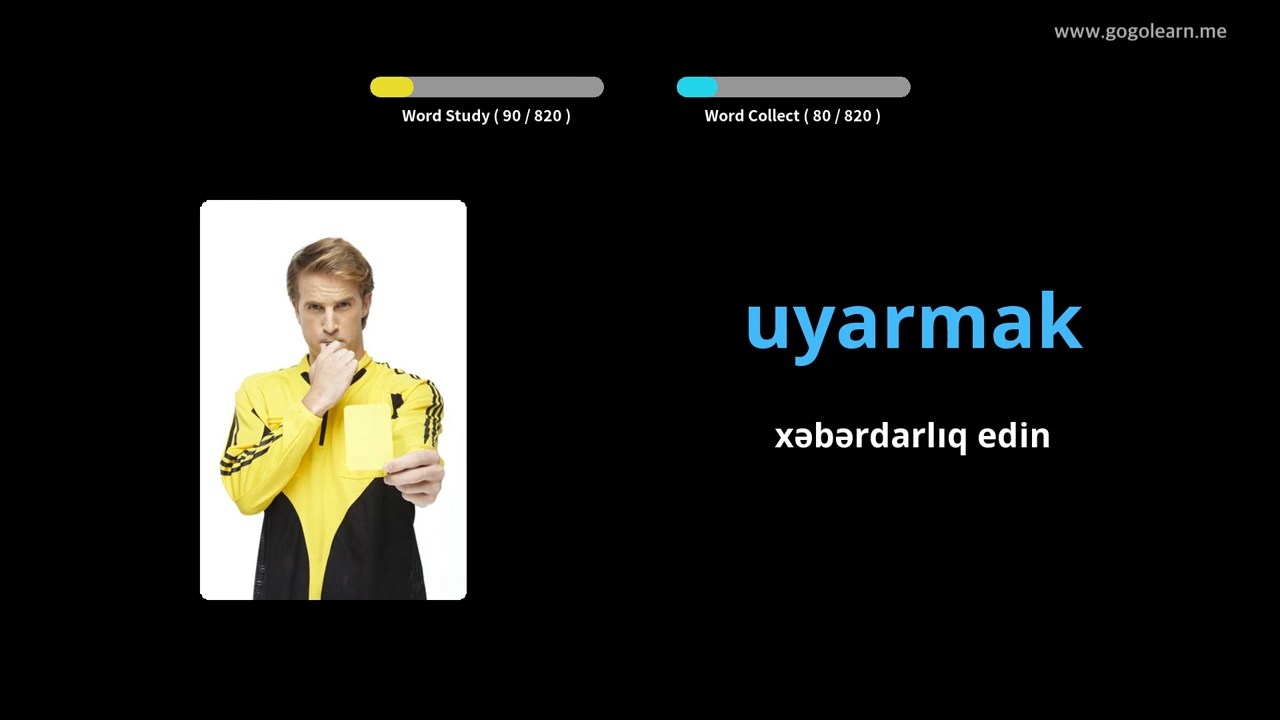 www.gogolearn.me
Word Study ( 90 / 820 )
Word Collect ( 80 / 820 )
uyarmak
xəbərdarlıq edin